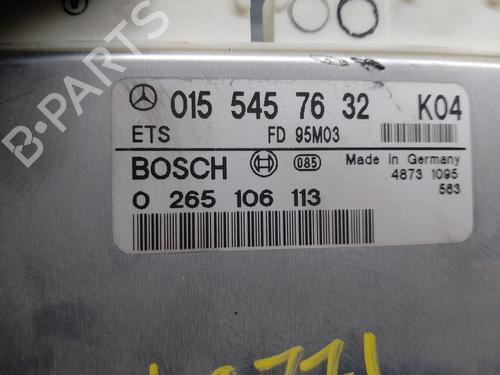 015 545 76 32 K04
ETS FD 95M03
BOSCH 085 Made in Germany
4873 1095
0 265 106 113 563